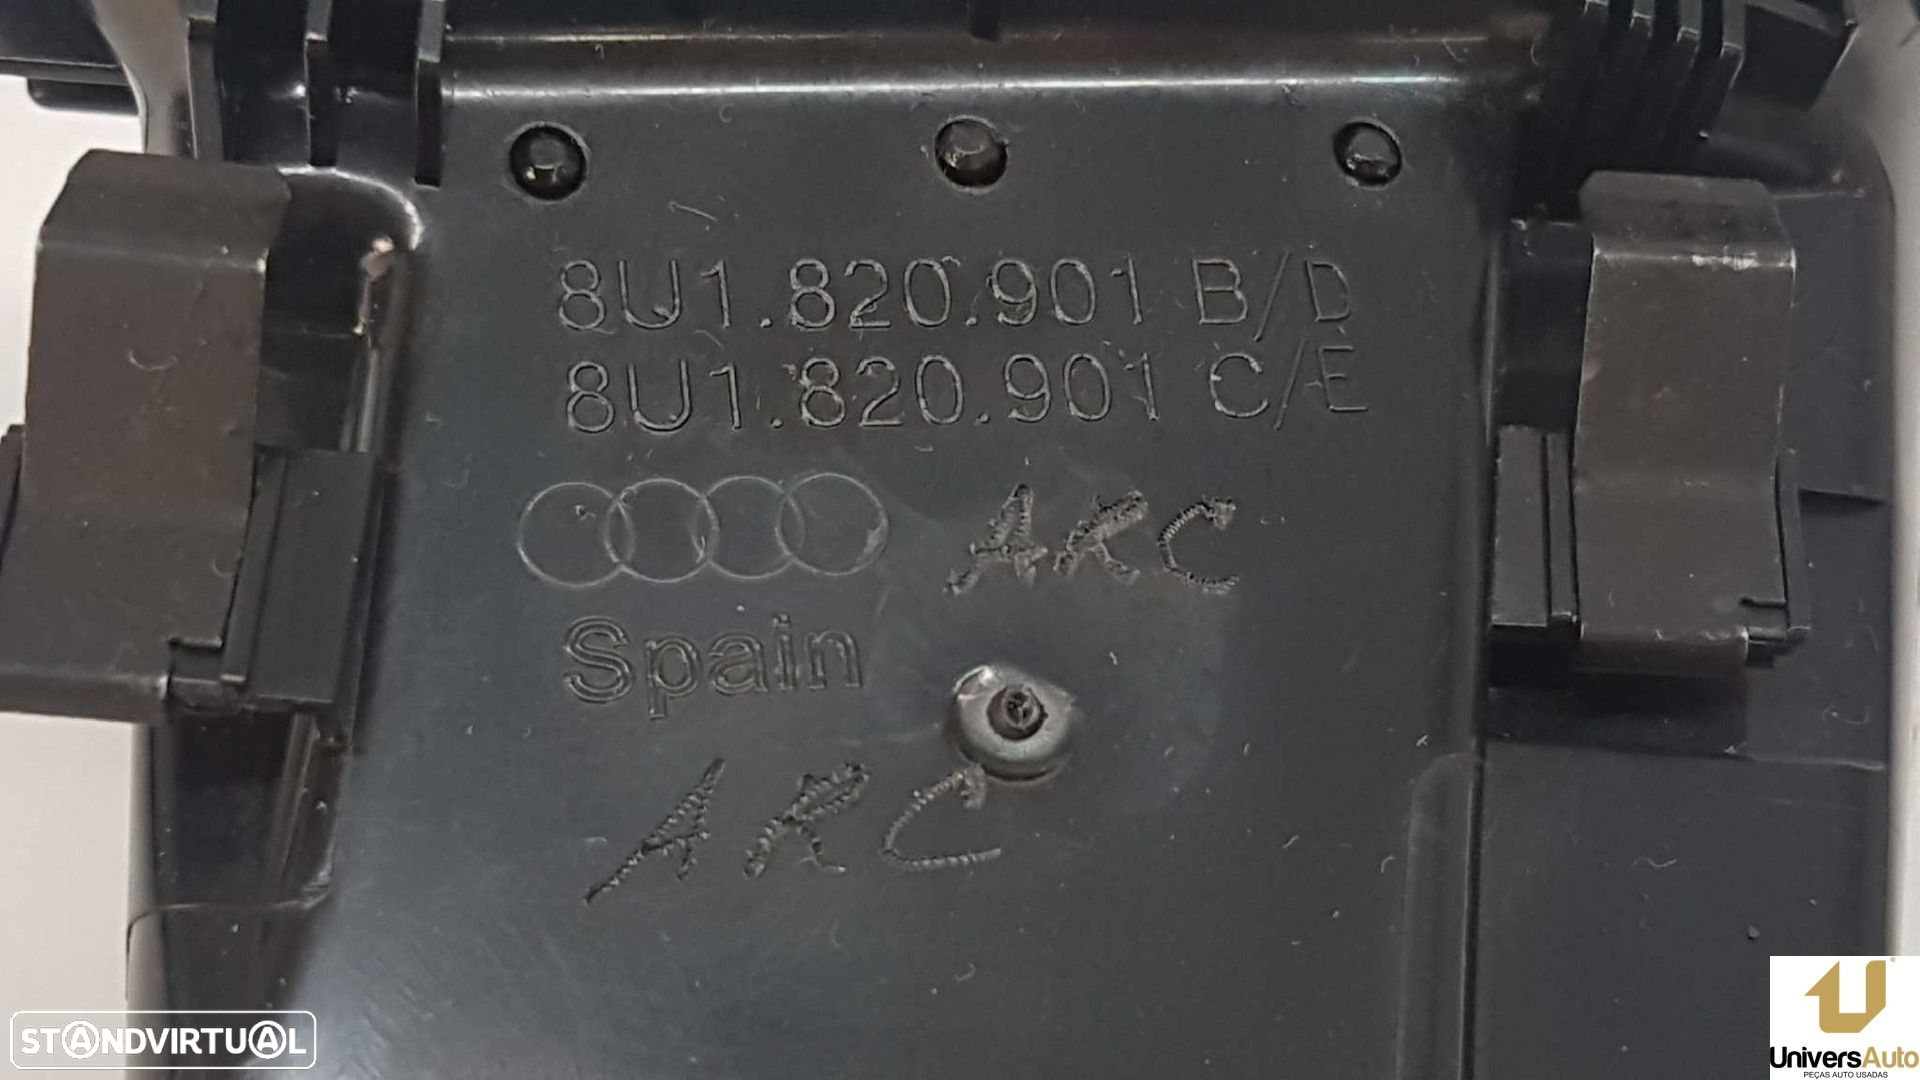 8U1.820.901 B/D
8U1.820.901 C/E
ARC
Spain
ARC
STANDVIRTUAL
UniversAuto
PEÇAS AUTO USADAS